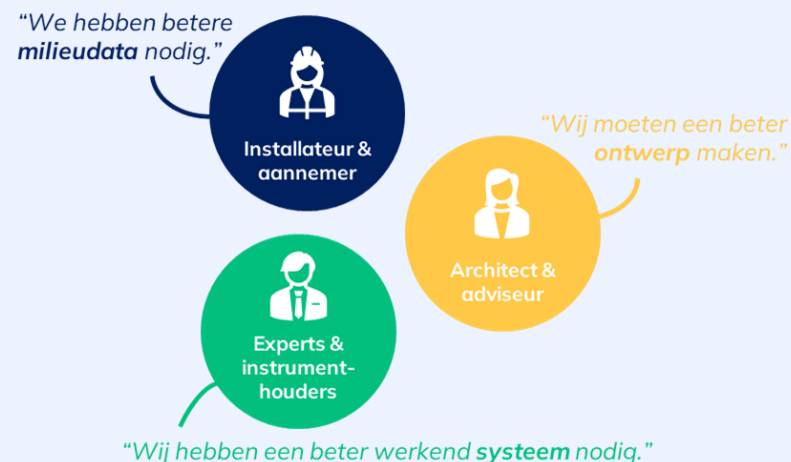 “We hebben betere
milieudata nodig.”
Installateur &
aannemer
“Wij moeten een beter
ontwerp maken.”
Architect &
adviseur
Experts &
instrument-
houders
“Wij hebben een beter werkend systeem nodig.”